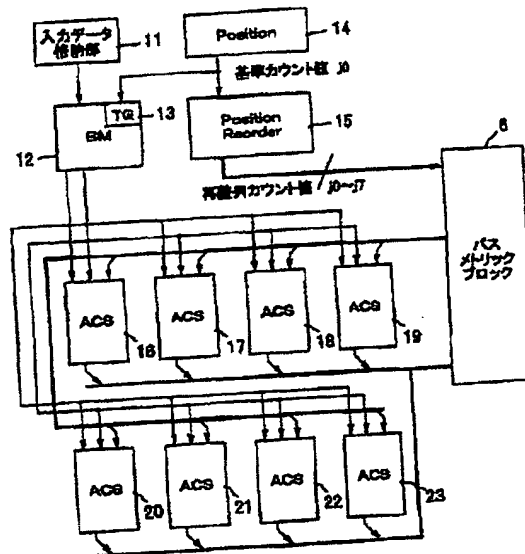 入力データ
格納部
11
Position
14
基準カウント値 j0
TG
13
BM
12
Position
Reorder
15
再整列カウント値 j0~j7
6
パス
メトリック
ブロック
ACS
16
ACS
17
ACS
18
ACS
19
ACS
20
ACS
21
ACS
22
ACS
23